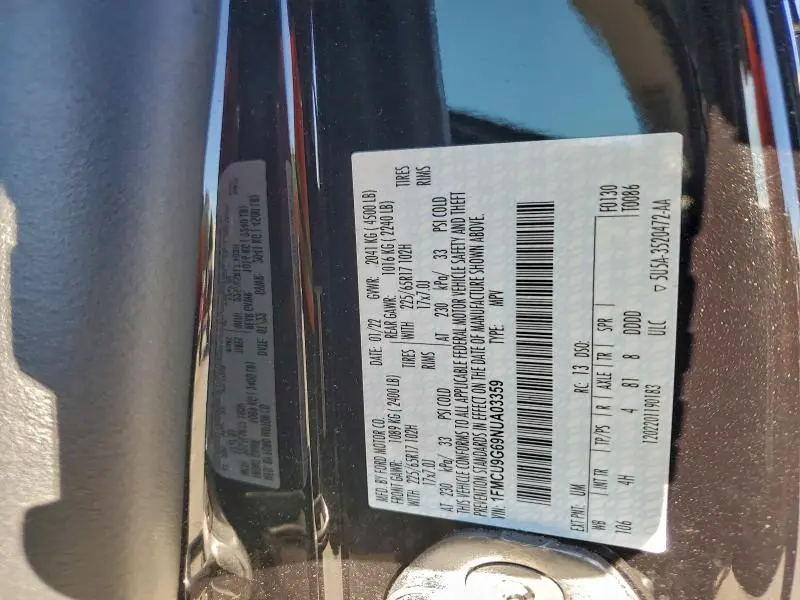 MFD. BY FORD MOTOR CO. DATE: 01/22 GVWR: 2041 KG ( 4500 LB)
FRONT GAWR: 1089 KG ( 2400 LB) REAR GAWR: 1016 KG ( 2240 LB)
WITH 225/65R17 102H TIRES WITH 225/65R17 102H TIRES
17x7.0J RIMS 17x7.0J RIMS
AT 230 kPa/ 33 PSI COLD AT 230 kPa/ 33 PSI COLD
THIS VEHICLE CONFORMS TO ALL APPLICABLE FEDERAL MOTOR VEHICLE SAFETY AND THEFT
PREVENTION STANDARDS IN EFFECT ON THE DATE OF MANUFACTURE SHOWN ABOVE.
VIN: 1FMCU9G69NUA03359 TYPE: MPV
EXT PNT: UM RC: 13 DSO: F0130
WB INT TR TP/PS R AXLE TR SPR T0086
106 4H 4 81 8 DDDD
1202201190183 ULC ▽ 5U5A-3520472-AA